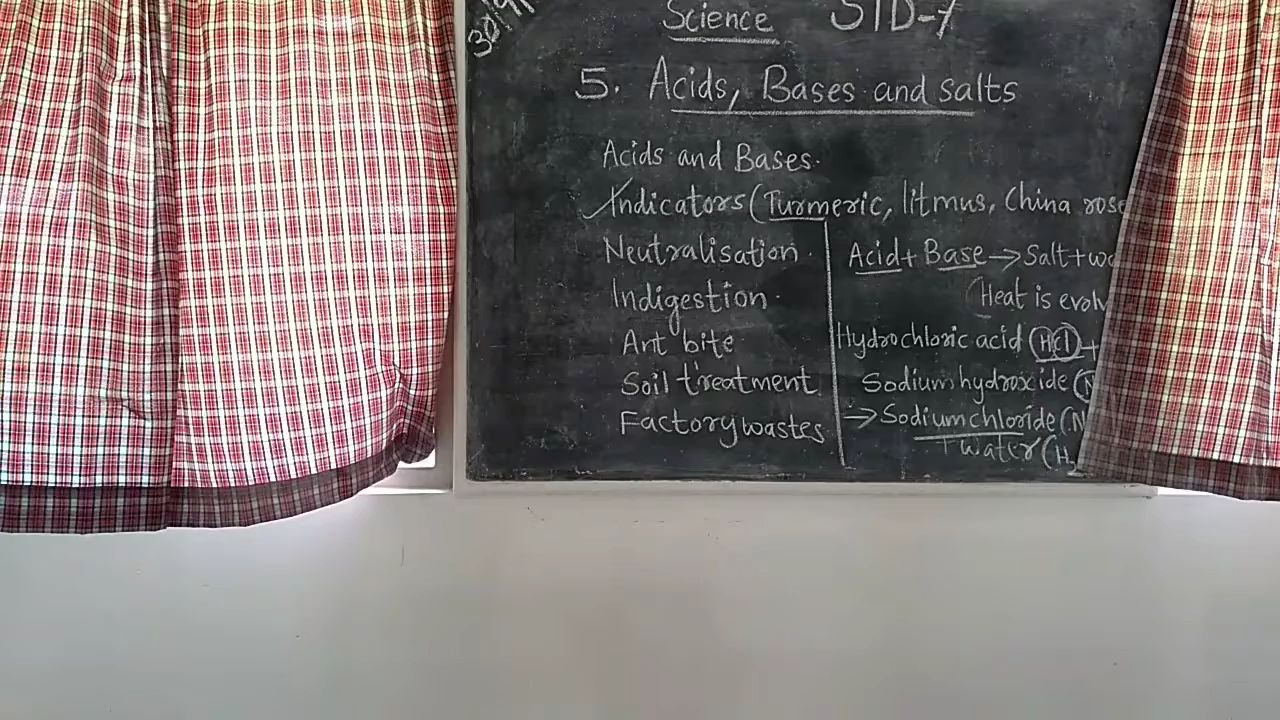 Science STD-7
5. Acids, Bases and salts
Acids and Bases.
Indicators (Turmeric, litmus, China rose
Neutralisation.
Indigestion.
Ant bite
Soil treatment
Factory wastes
Acid + Base → Salt + wa
(Heat is evolv
Hydrochloric acid (HCl) +
Sodium hydroxide (N
→ Sodium chloride (N
+ water (H2